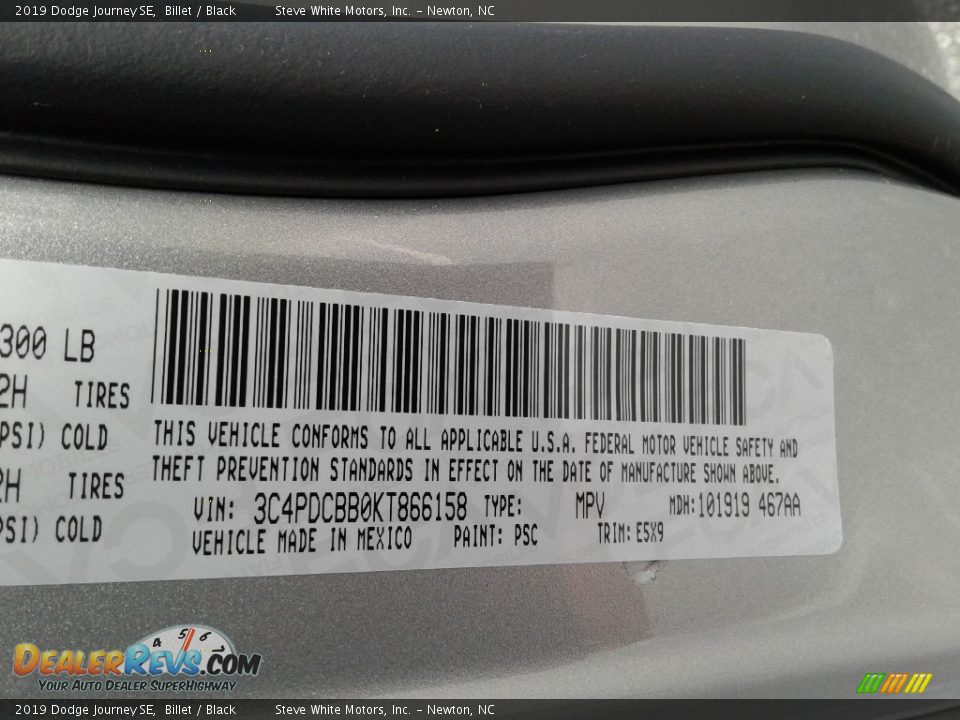 2019 Dodge Journey SE, Billet / Black Steve White Motors, Inc. - Newton, NC
300 LB
2H TIRES
PSI) COLD
2H TIRES
PSI) COLD
THIS VEHICLE CONFORMS TO ALL APPLICABLE U.S.A. FEDERAL MOTOR VEHICLE SAFETY AND
THEFT PREVENTION STANDARDS IN EFFECT ON THE DATE OF MANUFACTURE SHOWN ABOVE.
VIN: 3C4PDCBB0KT866158 TYPE: MPV MDH: 101919 467AA
VEHICLE MADE IN MEXICO PAINT: PSC TRIM: E5X9
4 5 6
DEALERREVS.COM
YOUR AUTO DEALER SUPERHIGHWAY
2019 Dodge Journey SE, Billet / Black Steve White Motors, Inc. - Newton, NC